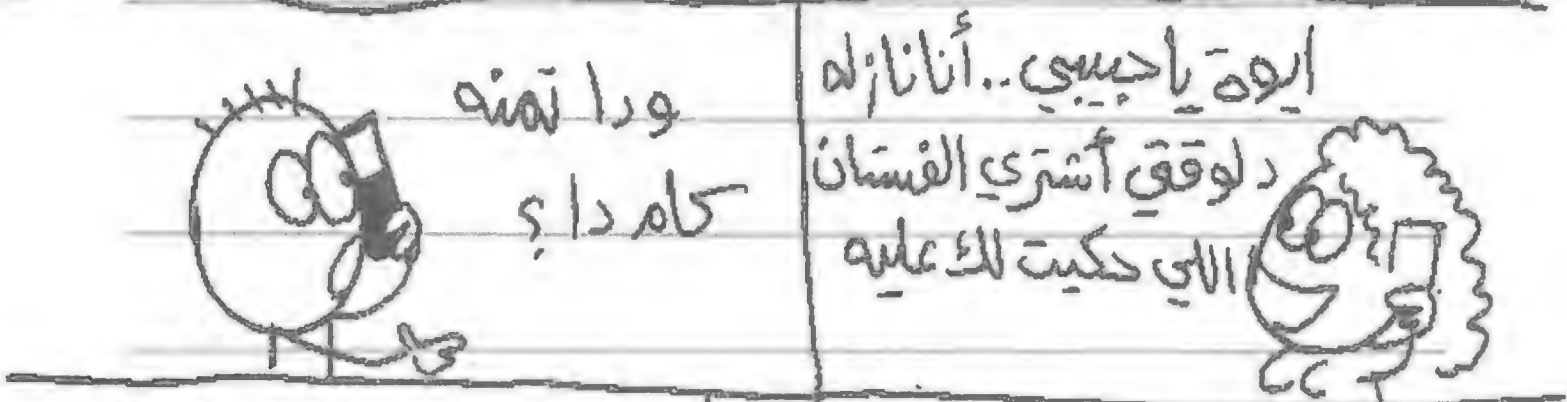 ايوة يا حبيبي.. أنا نازله
دلوقتي أشتري الفستان
اللي حكيت لك عليه
ودا تمنه
كام دا؟